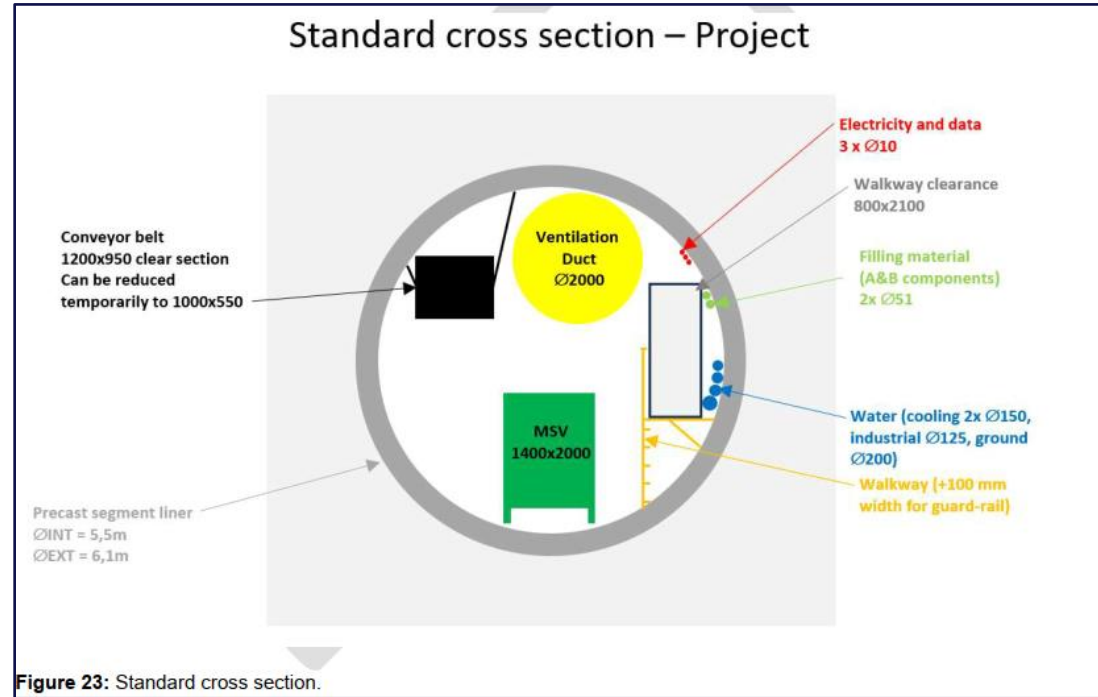 Standard cross section – Project
Conveyor belt
1200x950 clear section
Can be reduced
temporarily to 1000x550
Precast segment liner
∅INT = 5,5m
∅EXT = 6,1m
Ventilation
Duct
∅2000
MSV
1400x2000
Electricity and data
3 x ∅10
Walkway clearance
800x2100
Filling material
(A&B components)
2x ∅51
Water (cooling 2x ∅150,
industrial ∅125, ground
∅200)
Walkway (+100 mm
width for guard-rail)
Figure 23: Standard cross section.